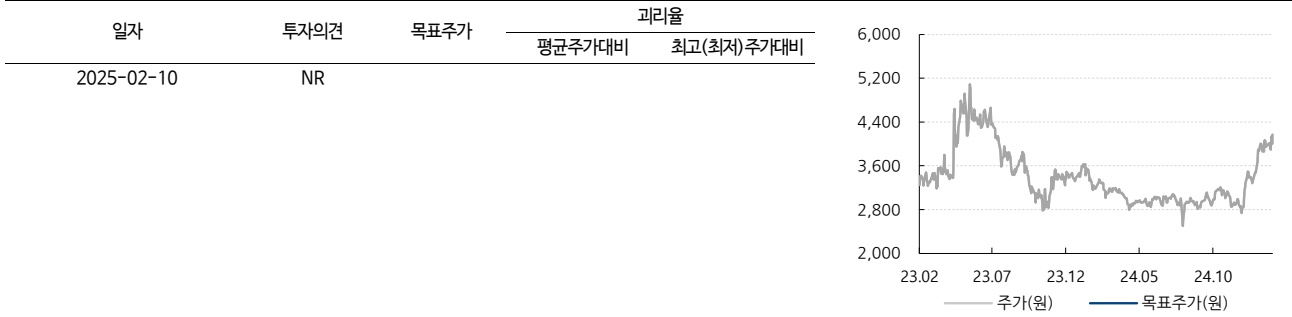 일자 투자의견 목표주가 괴리율
평균주가대비 최고(최저)주가대비
2025-02-10 NR
6,000
5,200
4,400
3,600
2,800
2,000
23.02 23.07 23.12 24.05 24.10
주가(원) 목표주가(원)